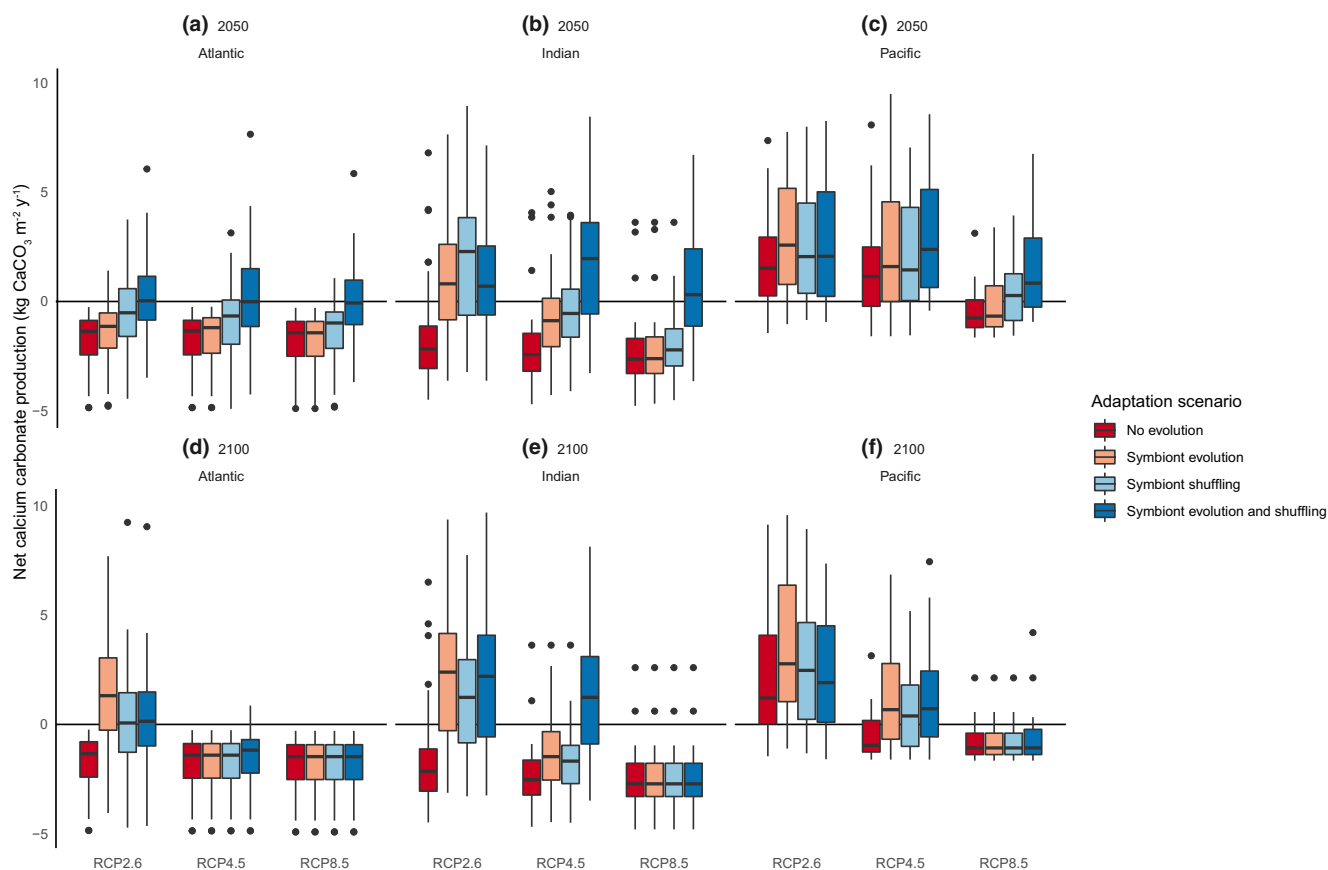 (a) 2050
Atlantic
(b) 2050
Indian
(c) 2050
Pacific
10
5
0
−5
Net calcium carbonate production (kg CaCO₃ m⁻² y⁻¹)
(d) 2100
Atlantic
(e) 2100
Indian
(f) 2100
Pacific
10
5
0
−5
RCP2.6 RCP4.5 RCP8.5
RCP2.6 RCP4.5 RCP8.5
RCP2.6 RCP4.5 RCP8.5
Adaptation scenario
No evolution
Symbiont evolution
Symbiont shuffling
Symbiont evolution and shuffling